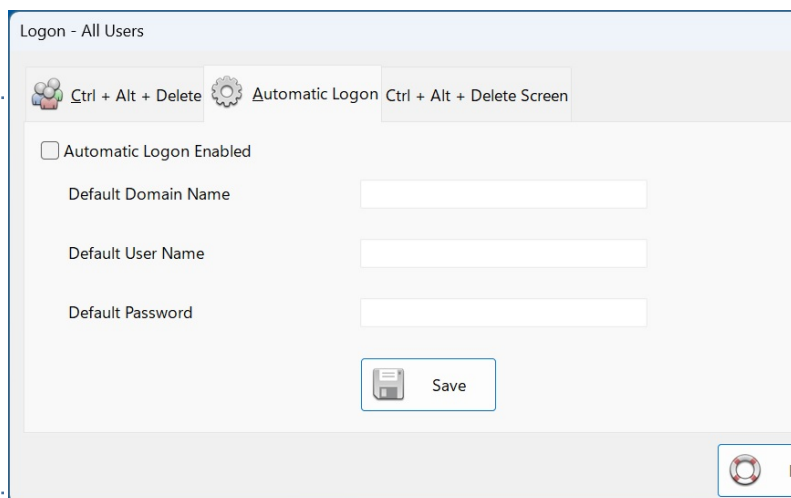 Logon - All Users
Ctrl + Alt + Delete Automatic Logon Ctrl + Alt + Delete Screen
Automatic Logon Enabled
Default Domain Name
Default User Name
Default Password
Save